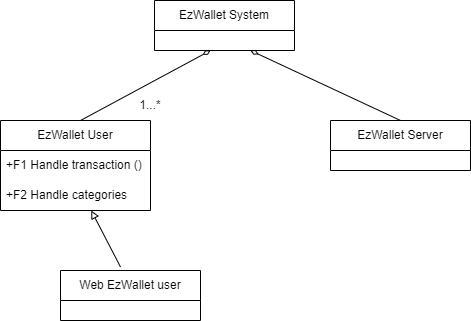 EzWallet System
1...*
EzWallet User
EzWallet Server
+F1 Handle transaction ()
+F2 Handle categories
Web EzWallet user